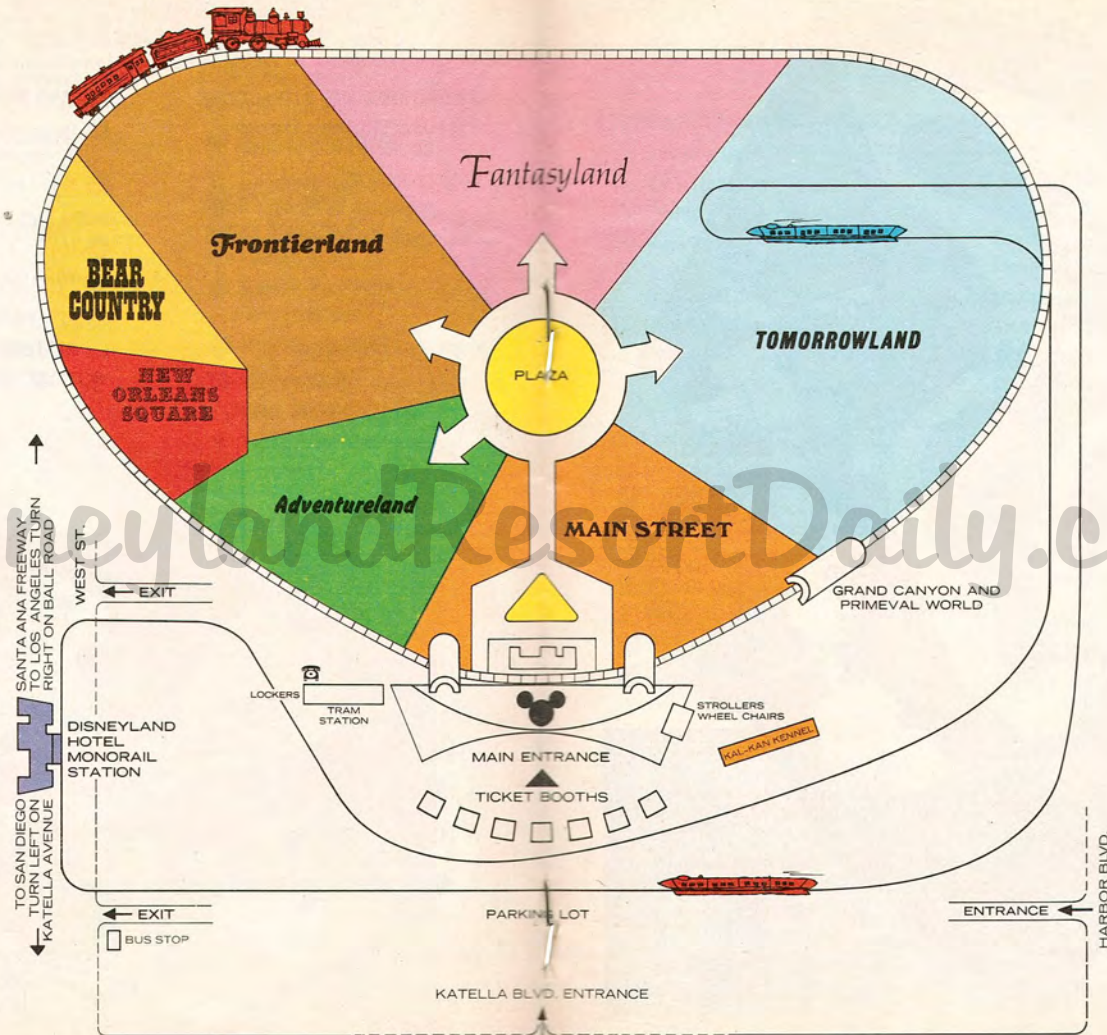 Fantasyland
Frontierland
BEAR
COUNTRY
TOMORROWLAND
PLAZA
NEW
ORLEANS
SQUARE
Adventureland
MAIN STREET
neylandResortDaily.c
SANTA ANA FREEWAY
TO LOS ANGELES TURN
RIGHT ON BALL ROAD
WEST ST.
EXIT
GRAND CANYON AND
PRIMEVAL WORLD
LOCKERS
TRAM
STATION
STROLLERS
WHEEL CHAIRS
DISNEYLAND
HOTEL
MONORAIL
STATION
KAL-KAN KENNEL
MAIN ENTRANCE
TICKET BOOTHS
TO SAN DIEGO
TURN LEFT ON
KATELLA AVENUE
EXIT
PARKING LOT
ENTRANCE
HARBOR BLVD.
BUS STOP
KATELLA BLVD. ENTRANCE